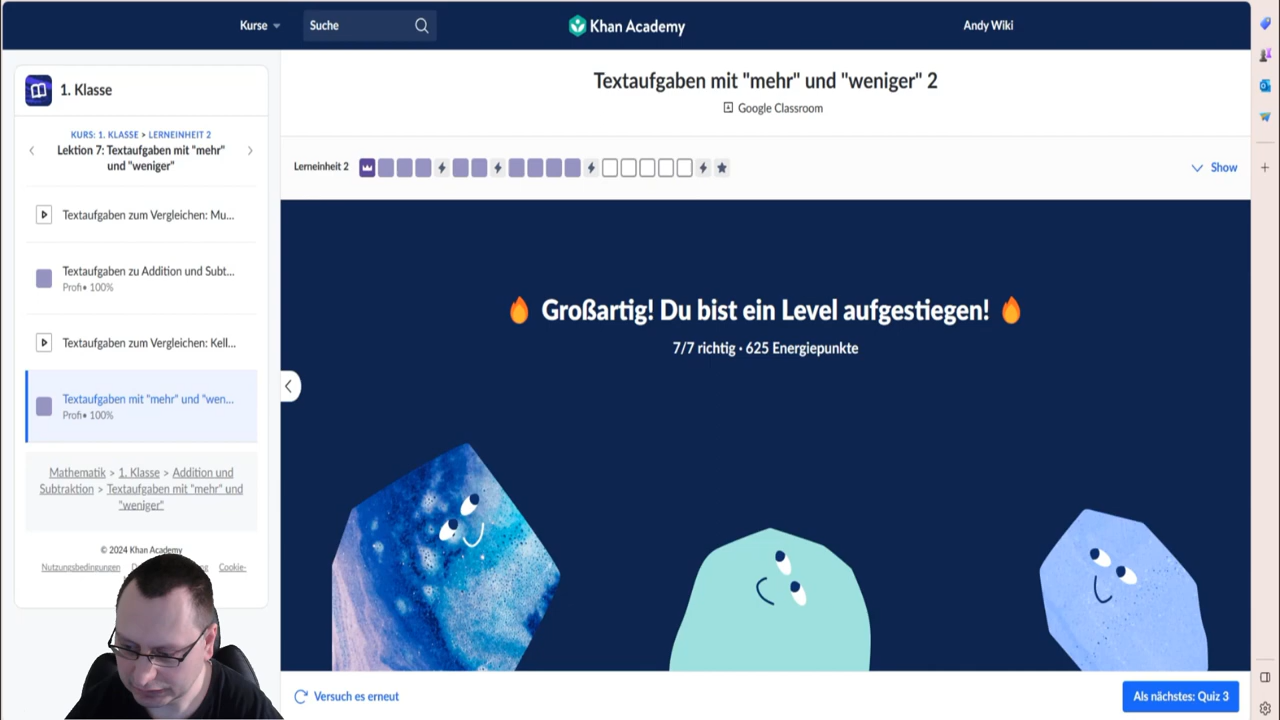 Kurse
Suche
Khan Academy
Andy Wiki
1. Klasse
KURS: 1. KLASSE > LERNEINHEIT 2
Lektion 7: Textaufgaben mit "mehr"
und "weniger"
Textaufgaben zum Vergleichen: Mu...
Textaufgaben zu Addition und Subt...
Profi• 100%
Textaufgaben zum Vergleichen: Kell...
Textaufgaben mit "mehr" und "wen...
Profi• 100%
Mathematik > 1. Klasse > Addition und
Subtraktion > Textaufgaben mit "mehr" und
"weniger"
© 2024 Khan Academy
Nutzungsbedingungen
Cookie-
Textaufgaben mit "mehr" und "weniger" 2
Google Classroom
Lerneinheit 2
Show
Großartig! Du bist ein Level aufgestiegen!
7/7 richtig · 625 Energiepunkte
Versuch es erneut
Als nächstes: Quiz 3